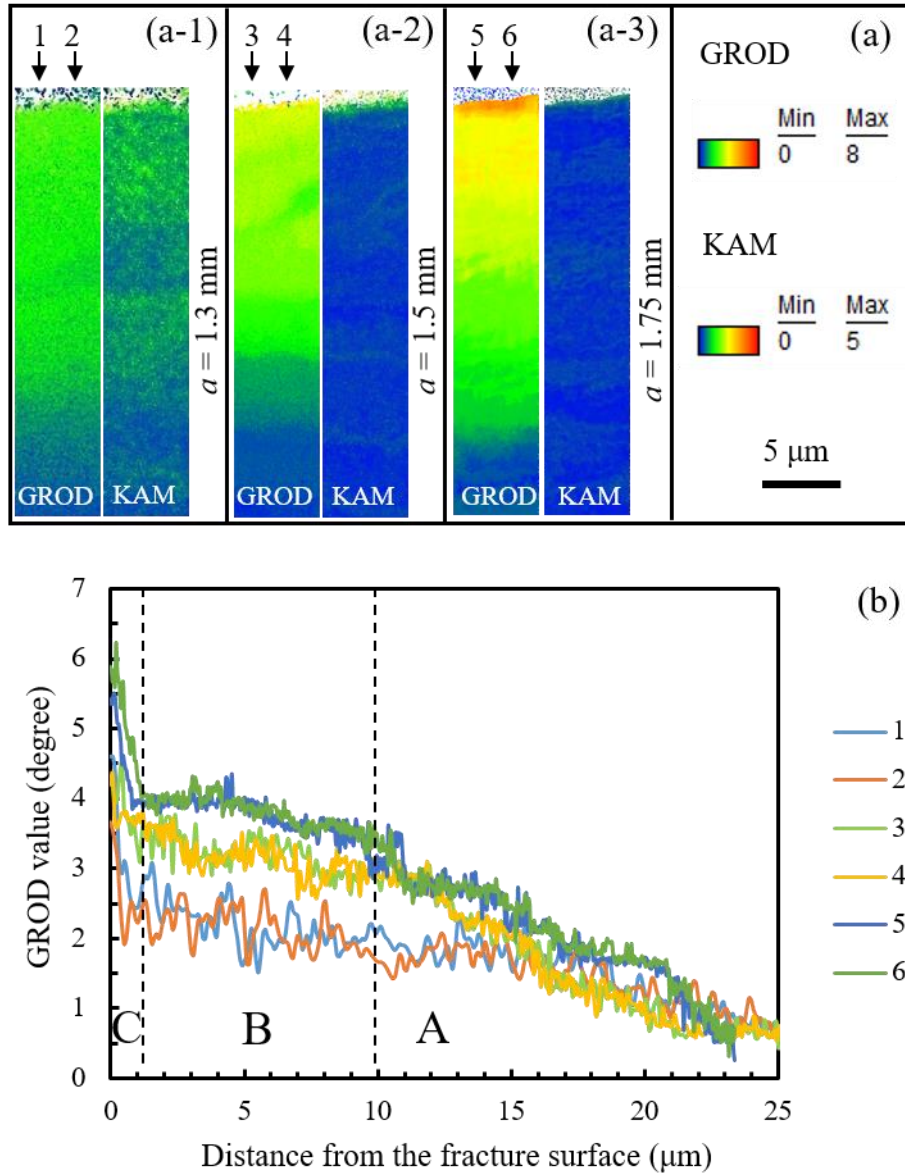 1 2 (a-1)
GROD KAM
a = 1.3 mm
3 4 (a-2)
GROD KAM
a = 1.5 mm
5 6 (a-3)
GROD KAM
a = 1.75 mm
(a)
GROD
Min Max
0 8
KAM
Min Max
0 5
5 μm
(b)
GROD value (degree)
7
6
5
4
3
2
1
0
C B A
0 5 10 15 20 25
Distance from the fracture surface (μm)
1
2
3
4
5
6